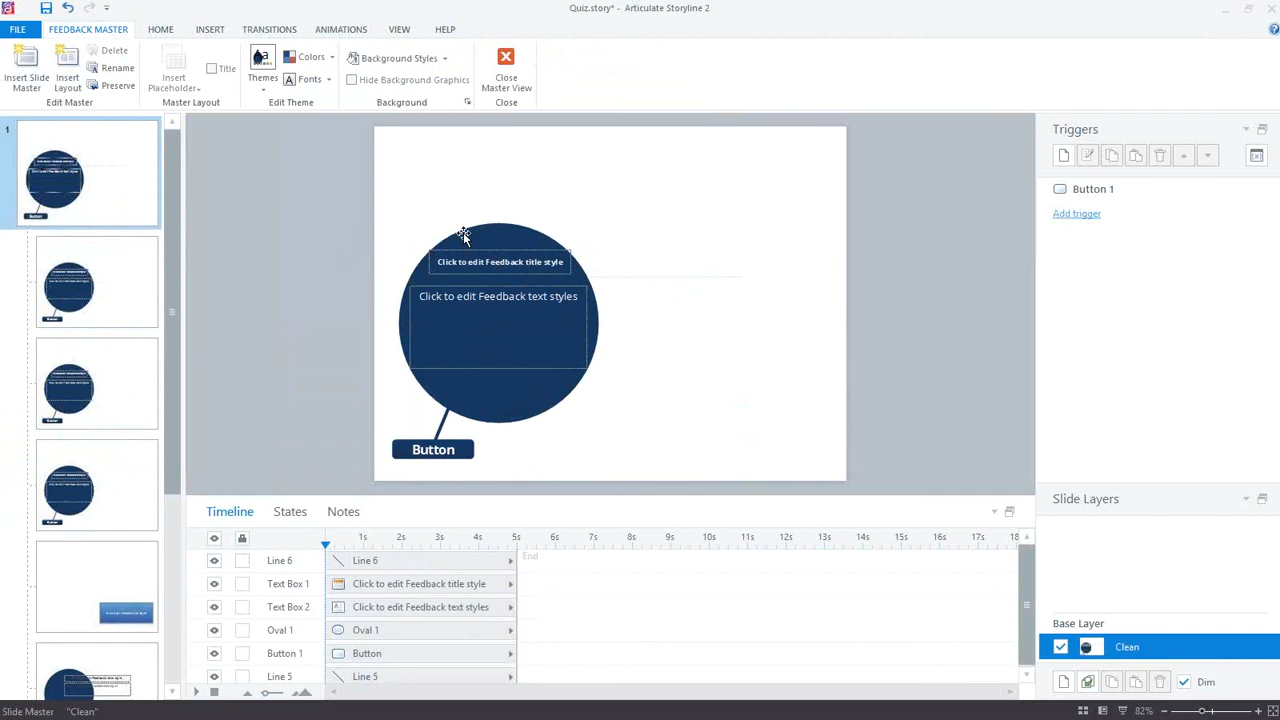 Quiz.story* - Articulate Storyline 2
FILE
FEEDBACK MASTER
HOME
INSERT
TRANSITIONS
ANIMATIONS
VIEW
HELP
Insert Slide Master
Insert Layout
Delete
Rename
Preserve
Edit Master
Insert Placeholder
Title
Master Layout
Themes
Colors
Fonts
Edit Theme
Background Styles
Hide Background Graphics
Background
Close Master View
Close
1
Button
Click to edit Feedback title style
Click to edit Feedback text styles
Button
Triggers
Button 1
Add trigger
Timeline
States
Notes
1s 2s 3s 4s 5s 6s 7s 8s 9s 10s 11s 12s 13s 14s 15s 16s 17s 18
End
Line 6
Line 6
Text Box 1
Click to edit Feedback title style
Text Box 2
Click to edit Feedback text styles
Oval 1
Oval 1
Button 1
Button
Line 5
Line 5
Slide Layers
Base Layer
Clean
Dim
Slide Master
"Clean"
82%